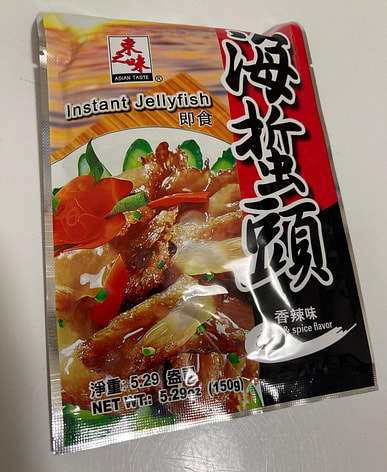 東之味
ASIAN TASTE
®
Instant Jellyfish
即食
海蜇頭
香辣味
& spice flavor
淨重: 5.29 盎司
NET WT.: 5.29oz (150g)